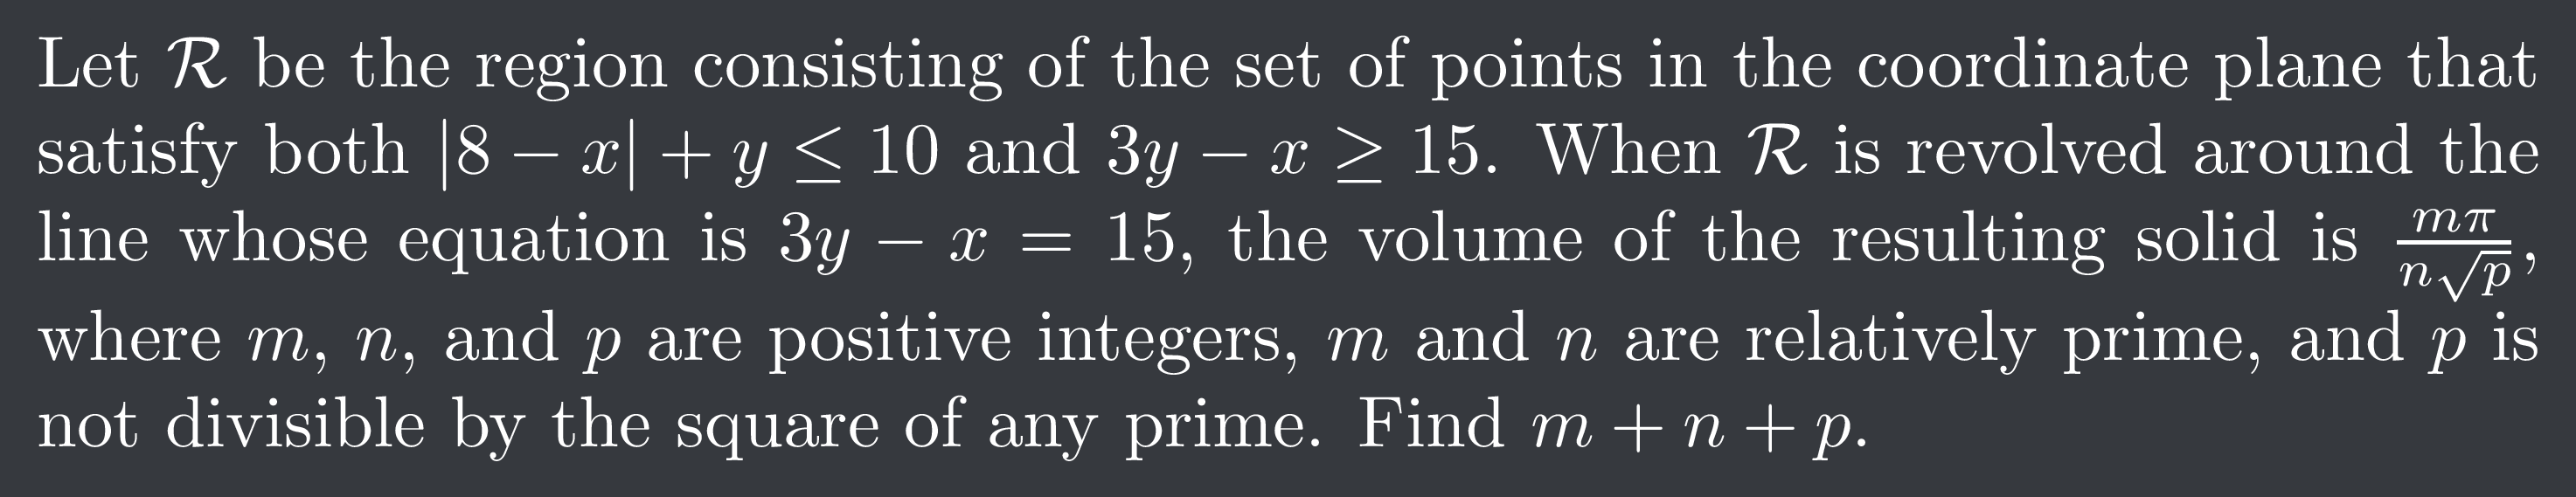 Let $\mathcal{R}$ be the region consisting of the set of points in the coordinate plane that
satisfy both $|8 - x| + y \leq 10$ and $3y - x \geq 15$. When $\mathcal{R}$ is revolved around the
line whose equation is $3y - x = 15$, the volume of the resulting solid is $\frac{m\pi}{n\sqrt{p}}$,
where $m$, $n$, and $p$ are positive integers, $m$ and $n$ are relatively prime, and $p$ is
not divisible by the square of any prime. Find $m + n + p$.